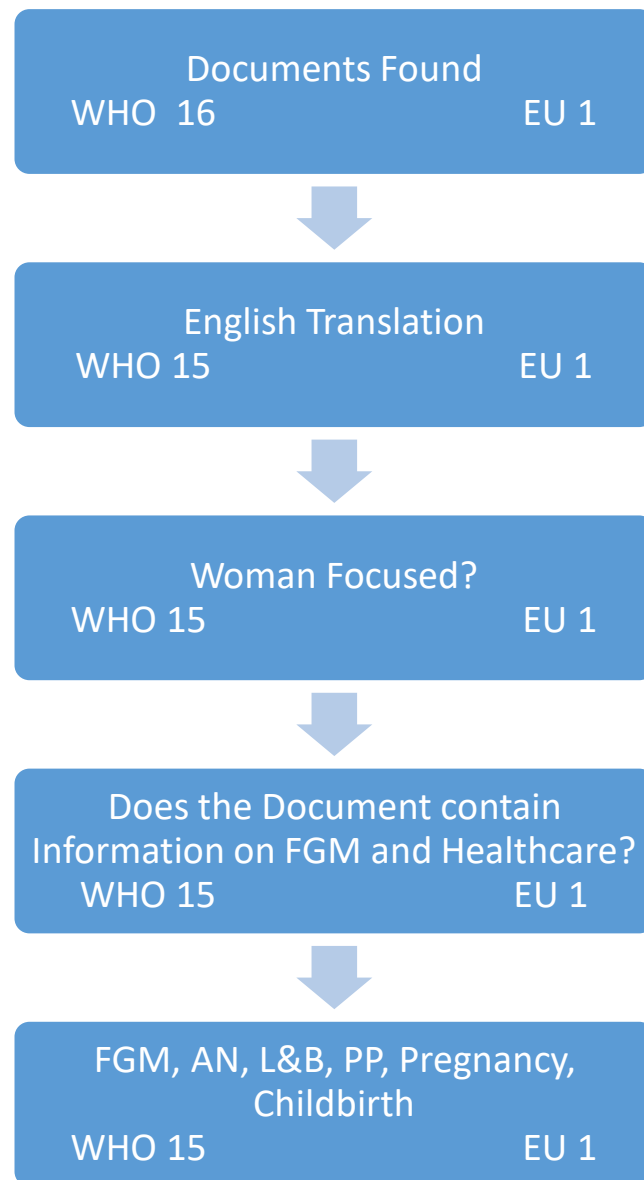 Documents Found
WHO 16 EU 1
English Translation
WHO 15 EU 1
Woman Focused?
WHO 15 EU 1
Does the Document contain
Information on FGM and Healthcare?
WHO 15 EU 1
FGM, AN, L&B, PP, Pregnancy,
Childbirth
WHO 15 EU 1